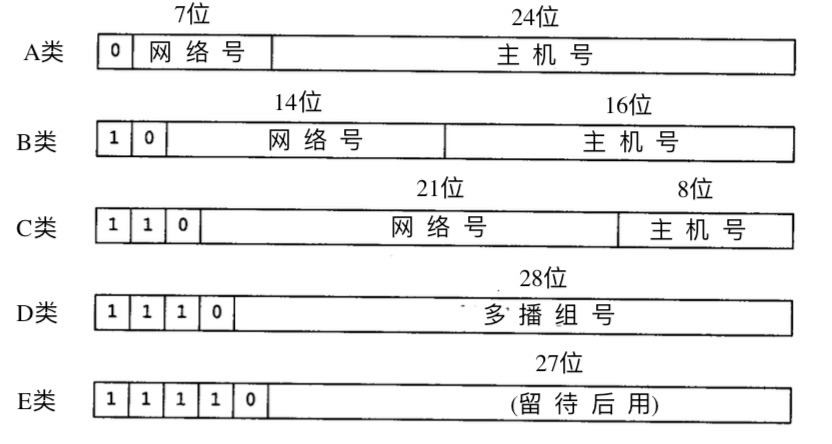 7位 24位
A类 0 网络号 主机号
14位 16位
B类 1 0 网络号 主机号
21位 8位
C类 1 1 0 网络号 主机号
28位
D类 1 1 1 0 多播组号
27位
E类 1 1 1 1 0 (留待后用)